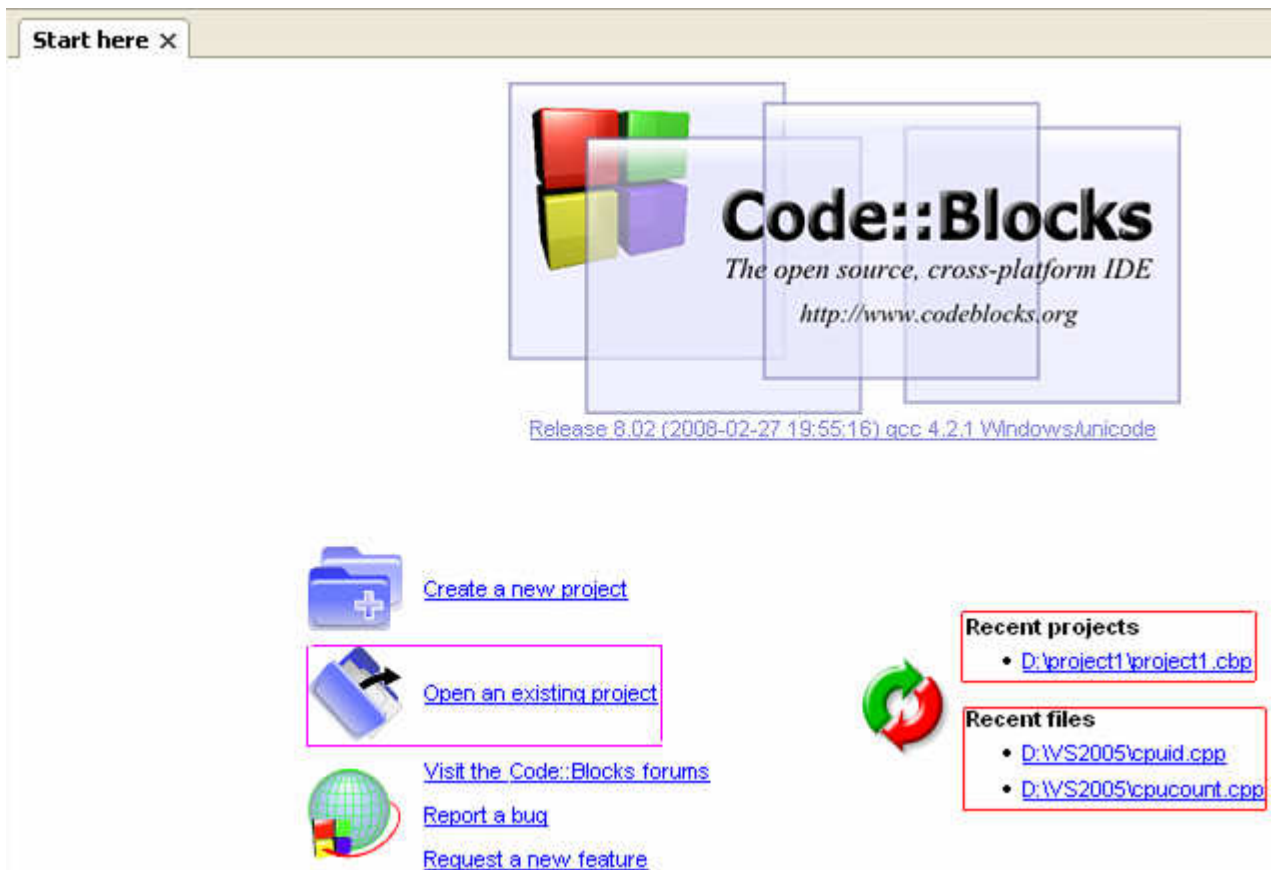 Start here ×
Code::Blocks
The open source, cross-platform IDE
http://www.codeblocks.org
Release 8.02 (2008-02-27 19:55:16) gcc 4.2.1 Windows/unicode
Create a new project
Open an existing project
Visit the Code::Blocks forums
Report a bug
Request a new feature
Recent projects
• D:\project1\project1.cbp
Recent files
• D:\VS2005\cpuid.cpp
• D:\VS2005\cpucount.cpp